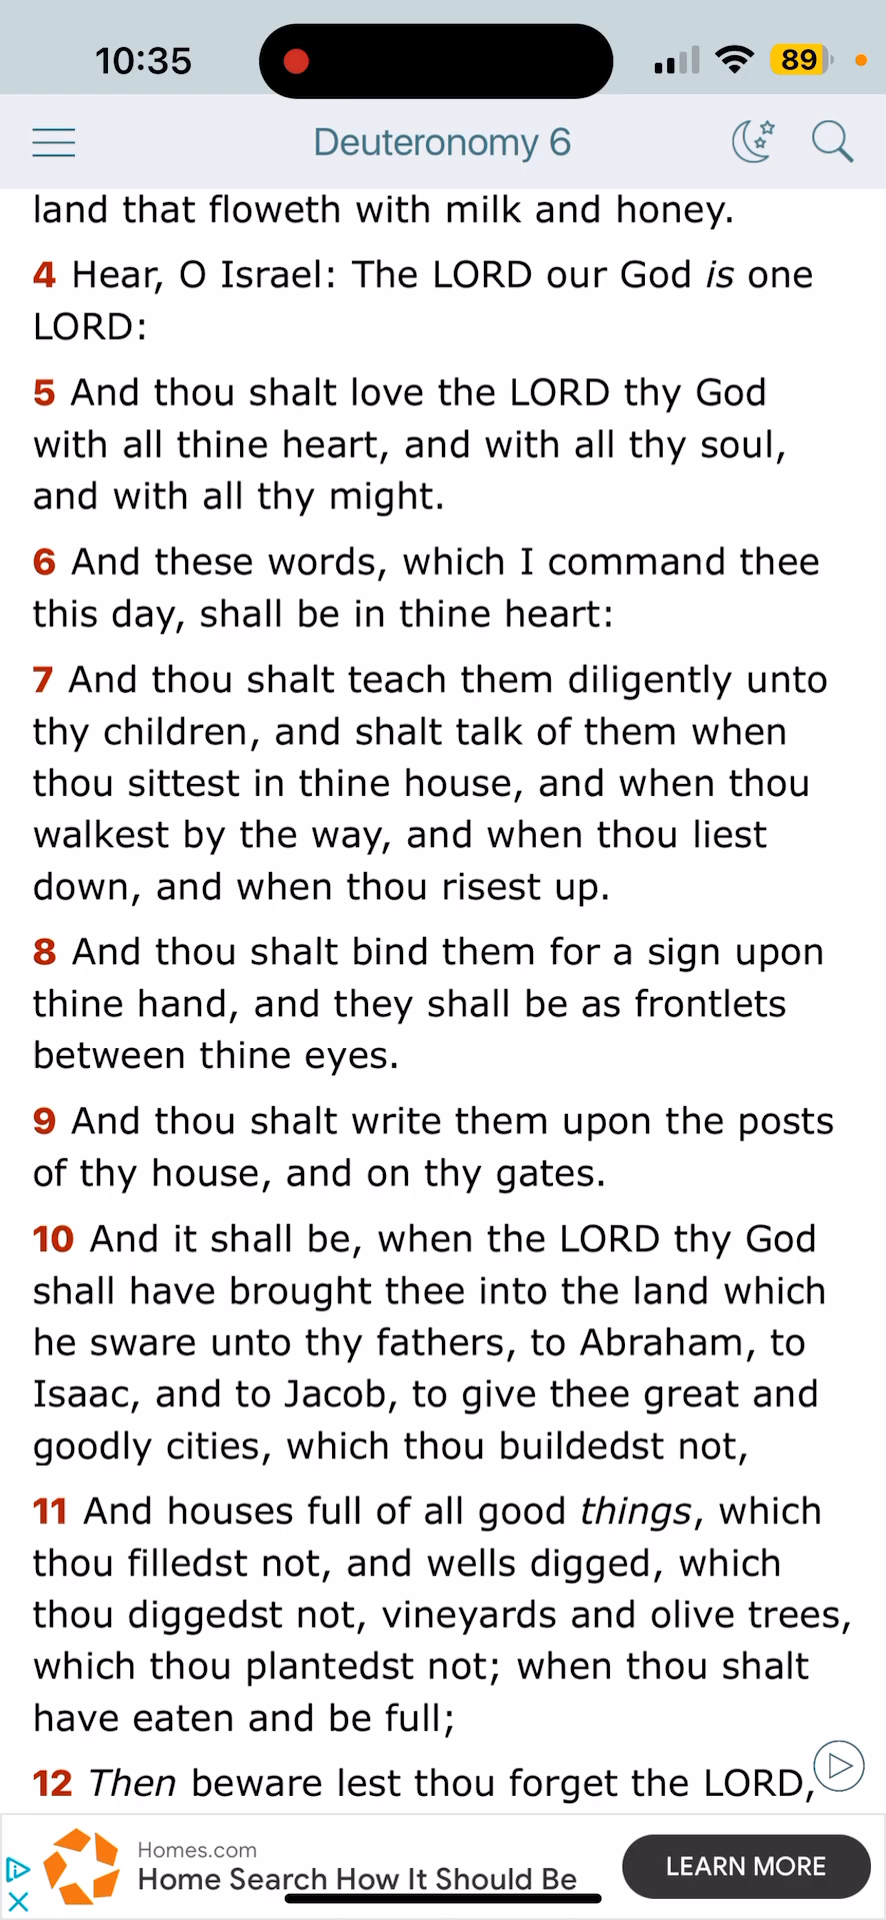 10:35
89
Deuteronomy 6
land that floweth with milk and honey.
4 Hear, O Israel: The LORD our God is one
LORD:
5 And thou shalt love the LORD thy God
with all thine heart, and with all thy soul,
and with all thy might.
6 And these words, which I command thee
this day, shall be in thine heart:
7 And thou shalt teach them diligently unto
thy children, and shalt talk of them when
thou sittest in thine house, and when thou
walkest by the way, and when thou liest
down, and when thou risest up.
8 And thou shalt bind them for a sign upon
thine hand, and they shall be as frontlets
between thine eyes.
9 And thou shalt write them upon the posts
of thy house, and on thy gates.
10 And it shall be, when the LORD thy God
shall have brought thee into the land which
he sware unto thy fathers, to Abraham, to
Isaac, and to Jacob, to give thee great and
goodly cities, which thou buildedst not,
11 And houses full of all good things, which
thou filledst not, and wells digged, which
thou diggedst not, vineyards and olive trees,
which thou plantedst not; when thou shalt
have eaten and be full;
12 Then beware lest thou forget the LORD,
Homes.com
Home Search How It Should Be
LEARN MORE